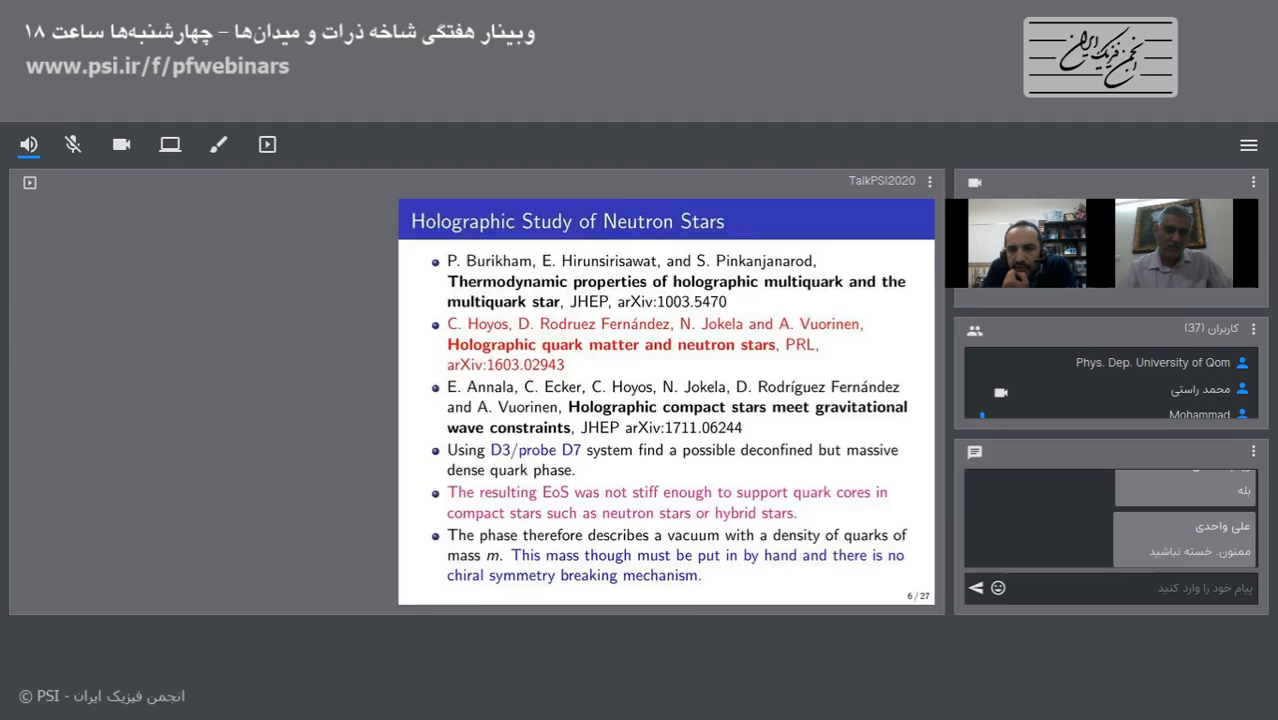 وبینار هفتگی شاخه ذرات و میدان‌ها – چهارشنبه‌ها ساعت ۱۸
www.psi.ir/f/pfwebinars
انجمن فیزیک ایران
TalkPSI2020
Holographic Study of Neutron Stars
P. Burikham, E. Hirunsirisawat, and S. Pinkanjanarod,
Thermodynamic properties of holographic multiquark and the
multiquark star, JHEP, arXiv:1003.5470
C. Hoyos, D. Rodruez Fernández, N. Jokela and A. Vuorinen,
Holographic quark matter and neutron stars, PRL,
arXiv:1603.02943
E. Annala, C. Ecker, C. Hoyos, N. Jokela, D. Rodríguez Fernández
and A. Vuorinen, Holographic compact stars meet gravitational
wave constraints, JHEP arXiv:1711.06244
Using D3/probe D7 system find a possible deconfined but massive
dense quark phase.
The resulting EoS was not stiff enough to support quark cores in
compact stars such as neutron stars or hybrid stars.
The phase therefore describes a vacuum with a density of quarks of
mass m. This mass though must be put in by hand and there is no
chiral symmetry breaking mechanism.
6 / 27
کاربران (37)
Phys. Dep. University of Qom
محمد راستی
Mohammad
بله
علی واحدی
ممنون. خسته نباشید
پیام خود را وارد کنید
© PSI - انجمن فیزیک ایران